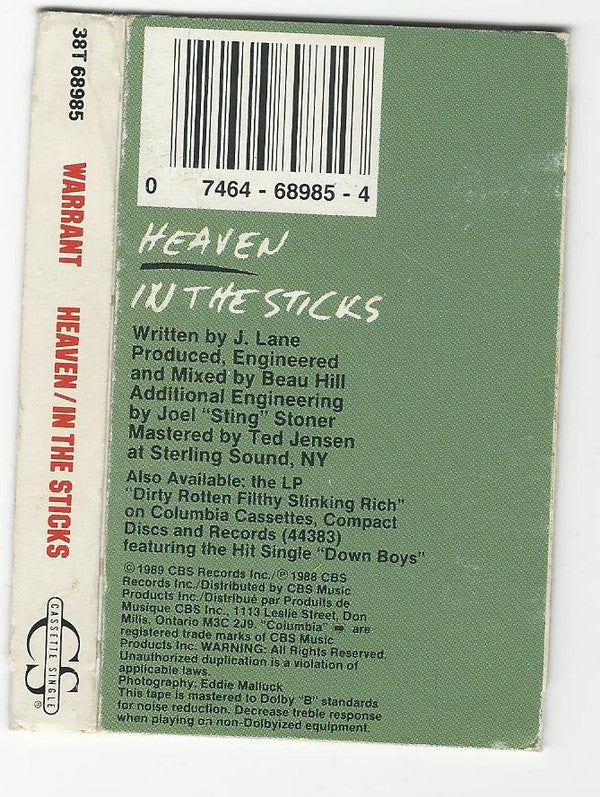 38T 68985
WARRANT
HEAVEN / IN THE STICKS
CASSETTE SINGLE
CS®
0 7464 - 68985 - 4
HEAVEN
IN THE STICKS
Written by J. Lane
Produced, Engineered
and Mixed by Beau Hill
Additional Engineering
by Joel "Sting" Stoner
Mastered by Ted Jensen
at Sterling Sound, NY
Also Available: the LP
"Dirty Rotten Filthy Stinking Rich"
on Columbia Cassettes, Compact
Discs and Records (44383)
featuring the Hit Single "Down Boys"
©1989 CBS Records Inc./℗ 1988 CBS
Records Inc./Distributed by CBS Music
Products Inc./Distribué par Produits de
Musique CBS Inc., 1113 Leslie Street, Don
Mills, Ontario M3C 2J9. "Columbia" are
registered trade marks of CBS Music
Products Inc. WARNING: All Rights Reserved.
Unauthorized duplication is a violation of
applicable laws.
Photography: Eddie Malluck
This tape is mastered to Dolby "B" standards
for noise reduction. Decrease treble response
when playing on non-Dolbyized equipment.